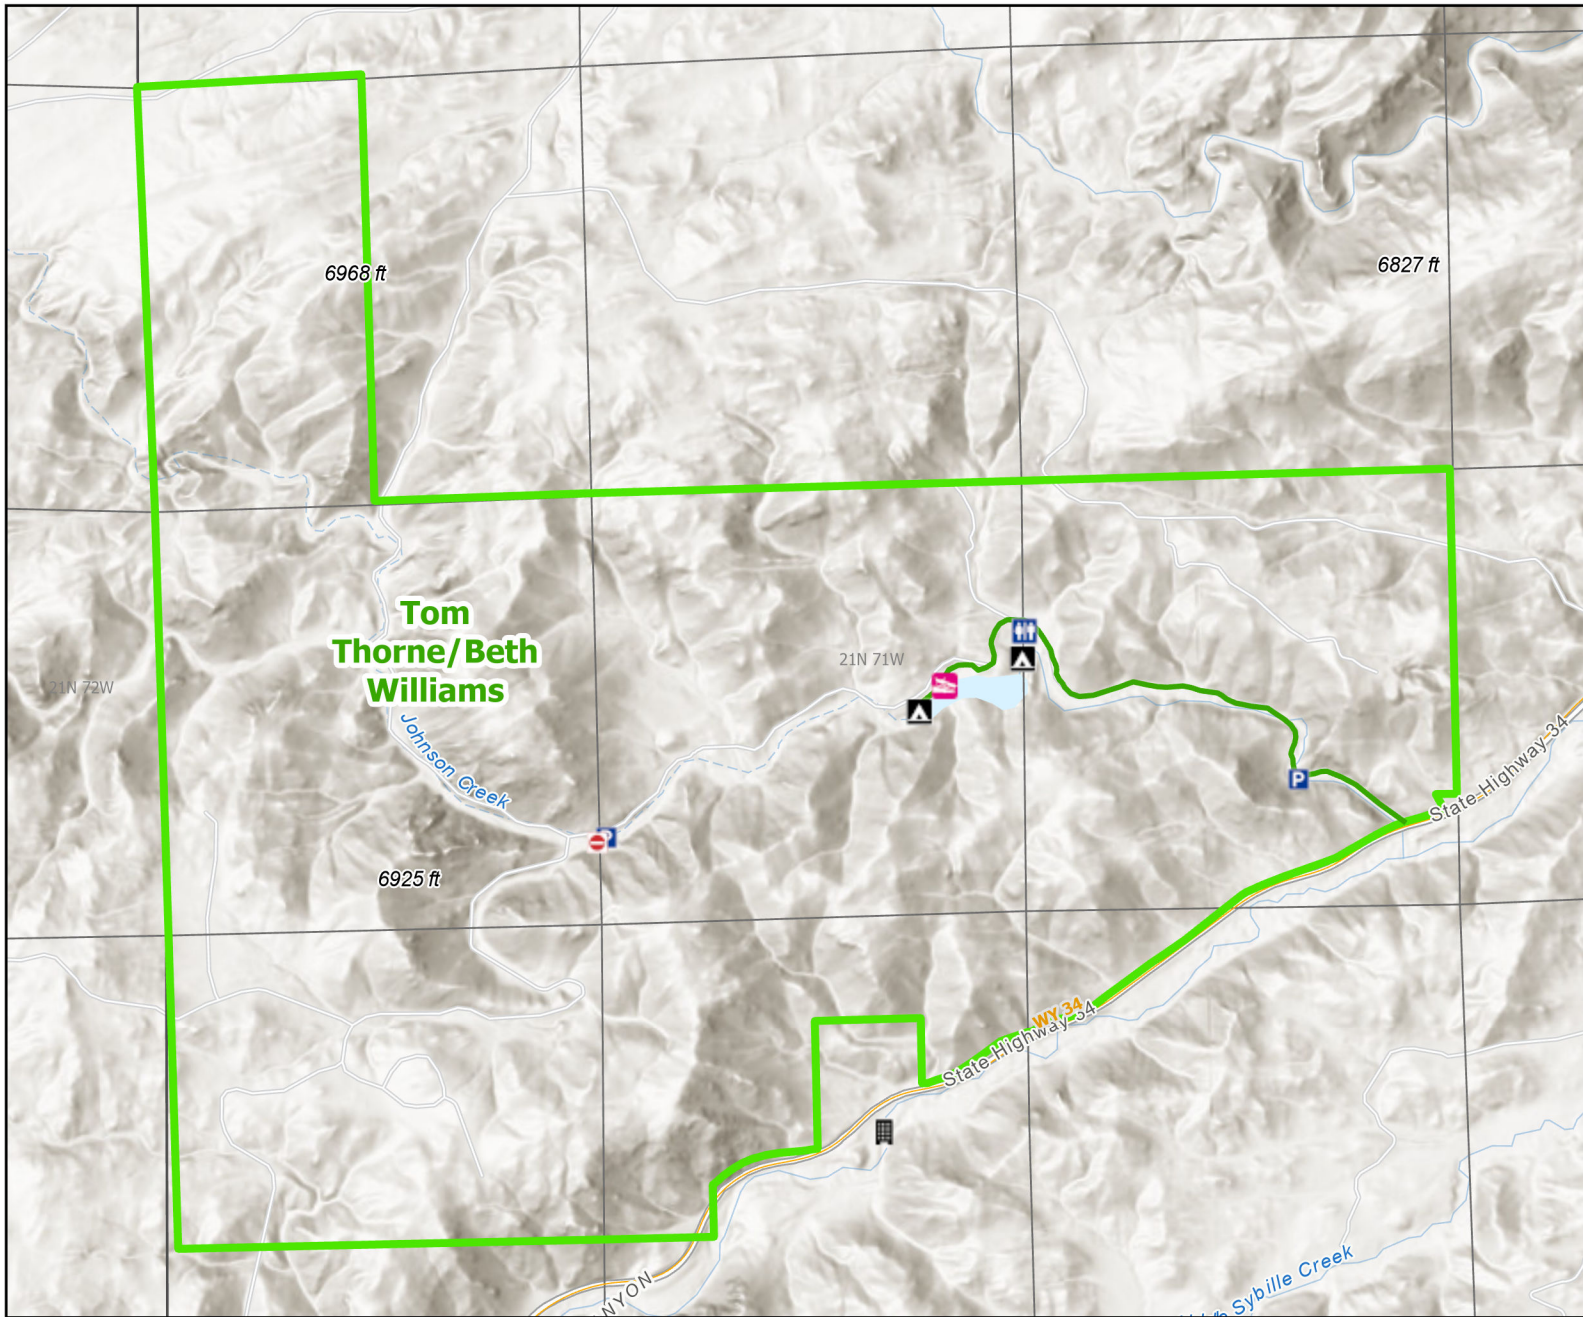 6968 ft
6827 ft
Tom
Thorne/Beth
Williams
21N 71W
21N 72W
Johnson Creek
P
State Highway 34
6925 ft
WY 34
State Highway 34
Sybille Creek